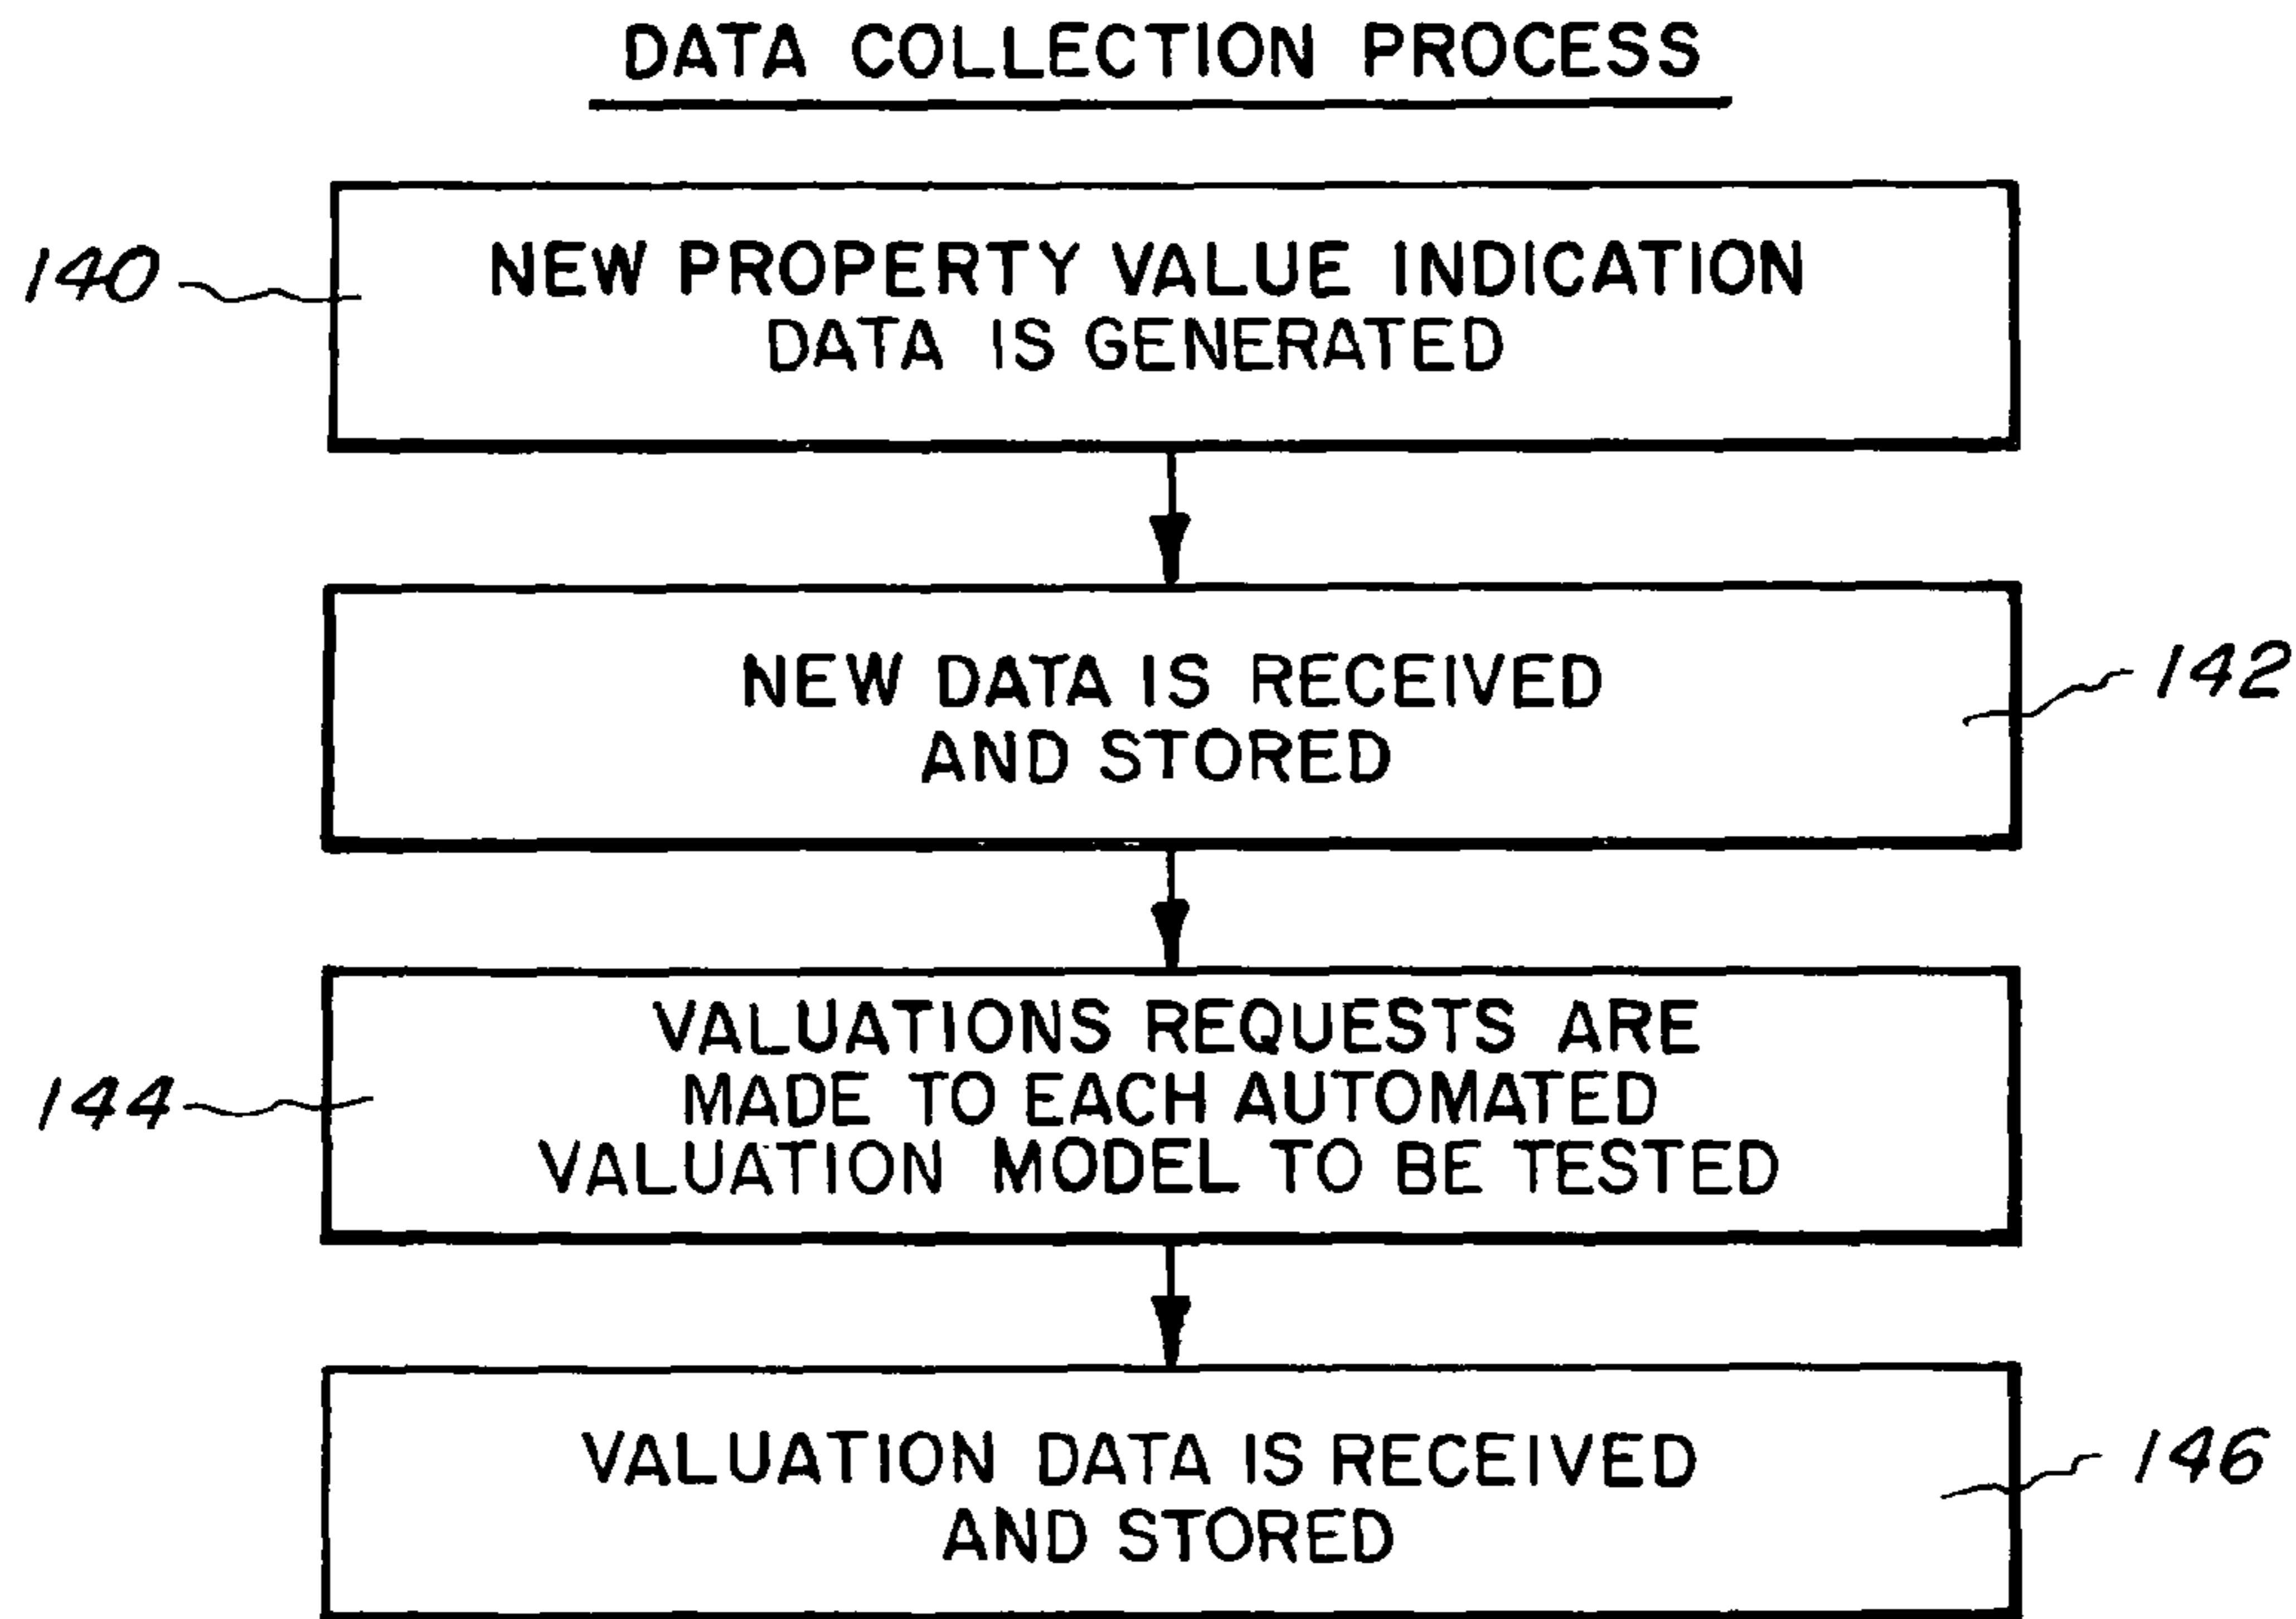 DATA COLLECTION PROCESS
140
NEW PROPERTY VALUE INDICATION
DATA IS GENERATED
NEW DATA IS RECEIVED
AND STORED
142
VALUATIONS REQUESTS ARE
MADE TO EACH AUTOMATED
VALUATION MODEL TO BE TESTED
144
VALUATION DATA IS RECEIVED
AND STORED
146